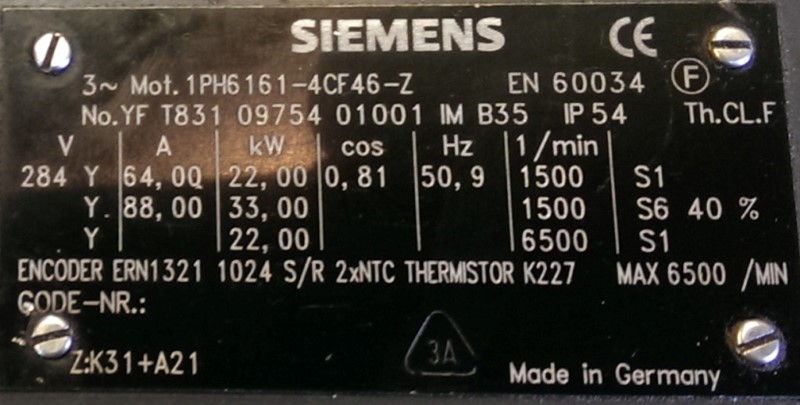 SIEMENS CE
3~ Mot. 1PH6161-4CF46-Z EN 60034 F
No.YF T831 09754 01001 IM B35 IP 54 Th.CL.F
V A kW cos Hz 1/min
284 Y 64,00 22,00 0,81 50,9 1500 S1
Y. 88,00 33,00 1500 S6 40 %
Y 22,00 6500 S1
ENCODER ERN1321 1024 S/R 2xNTC THERMISTOR K227 MAX 6500 /MIN
CODE-NR.:
Z:K31+A21
3A
Made in Germany